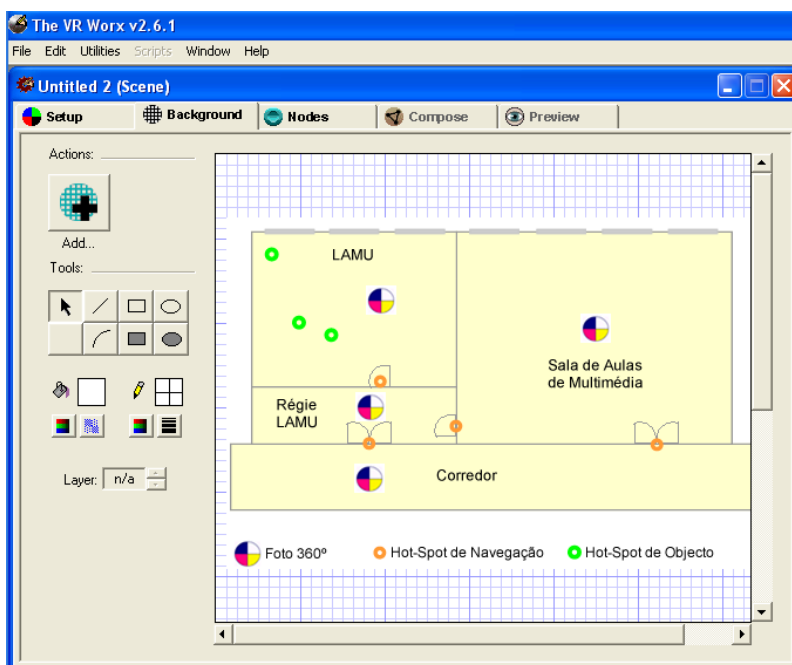 The VR Worx v2.6.1
File Edit Utilities Scripts Window Help
Untitled 2 (Scene)
Setup Background Nodes Compose Preview
Actions:
Add...
Tools:
Layer: n/a
LAMU
Sala de Aulas
de Multimédia
Régie
LAMU
Corredor
Foto 360º Hot-Spot de Navegação Hot-Spot de Objecto